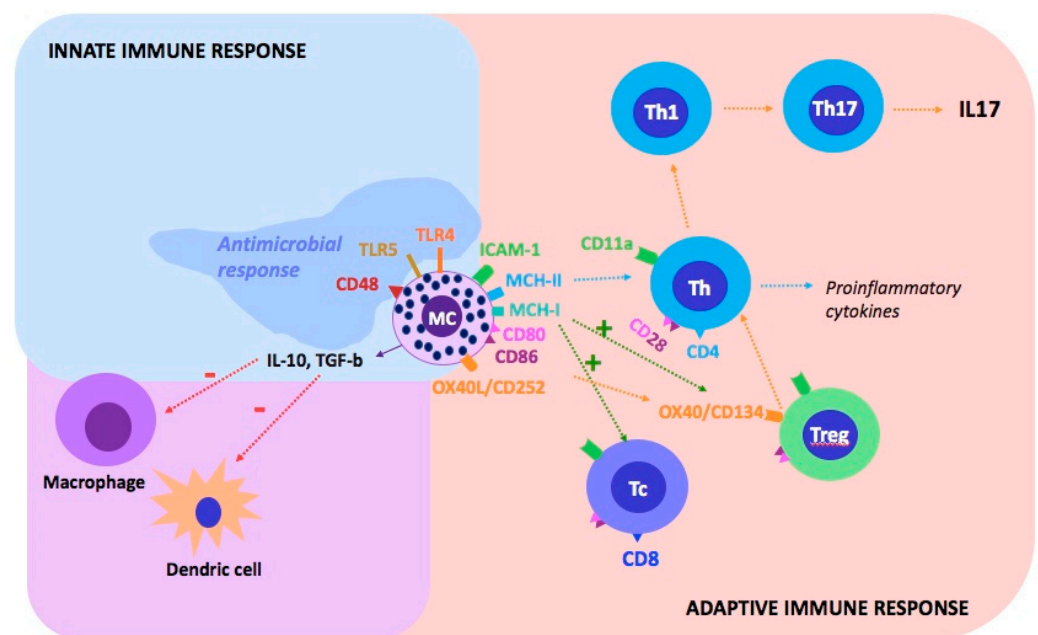 INNATE IMMUNE RESPONSE
Th1
Th17
IL17
Antimicrobial
response
TLR5
TLR4
ICAM-1
CD48
MCH-II
MC
MCH-I
CD80
CD86
OX40L/CD252
CD11a
Th
CD28
CD4
Proinflammatory
cytokines
IL-10, TGF-b
-
-
+
+
OX40/CD134
Treg
Macrophage
Dendric cell
Tc
CD8
ADAPTIVE IMMUNE RESPONSE